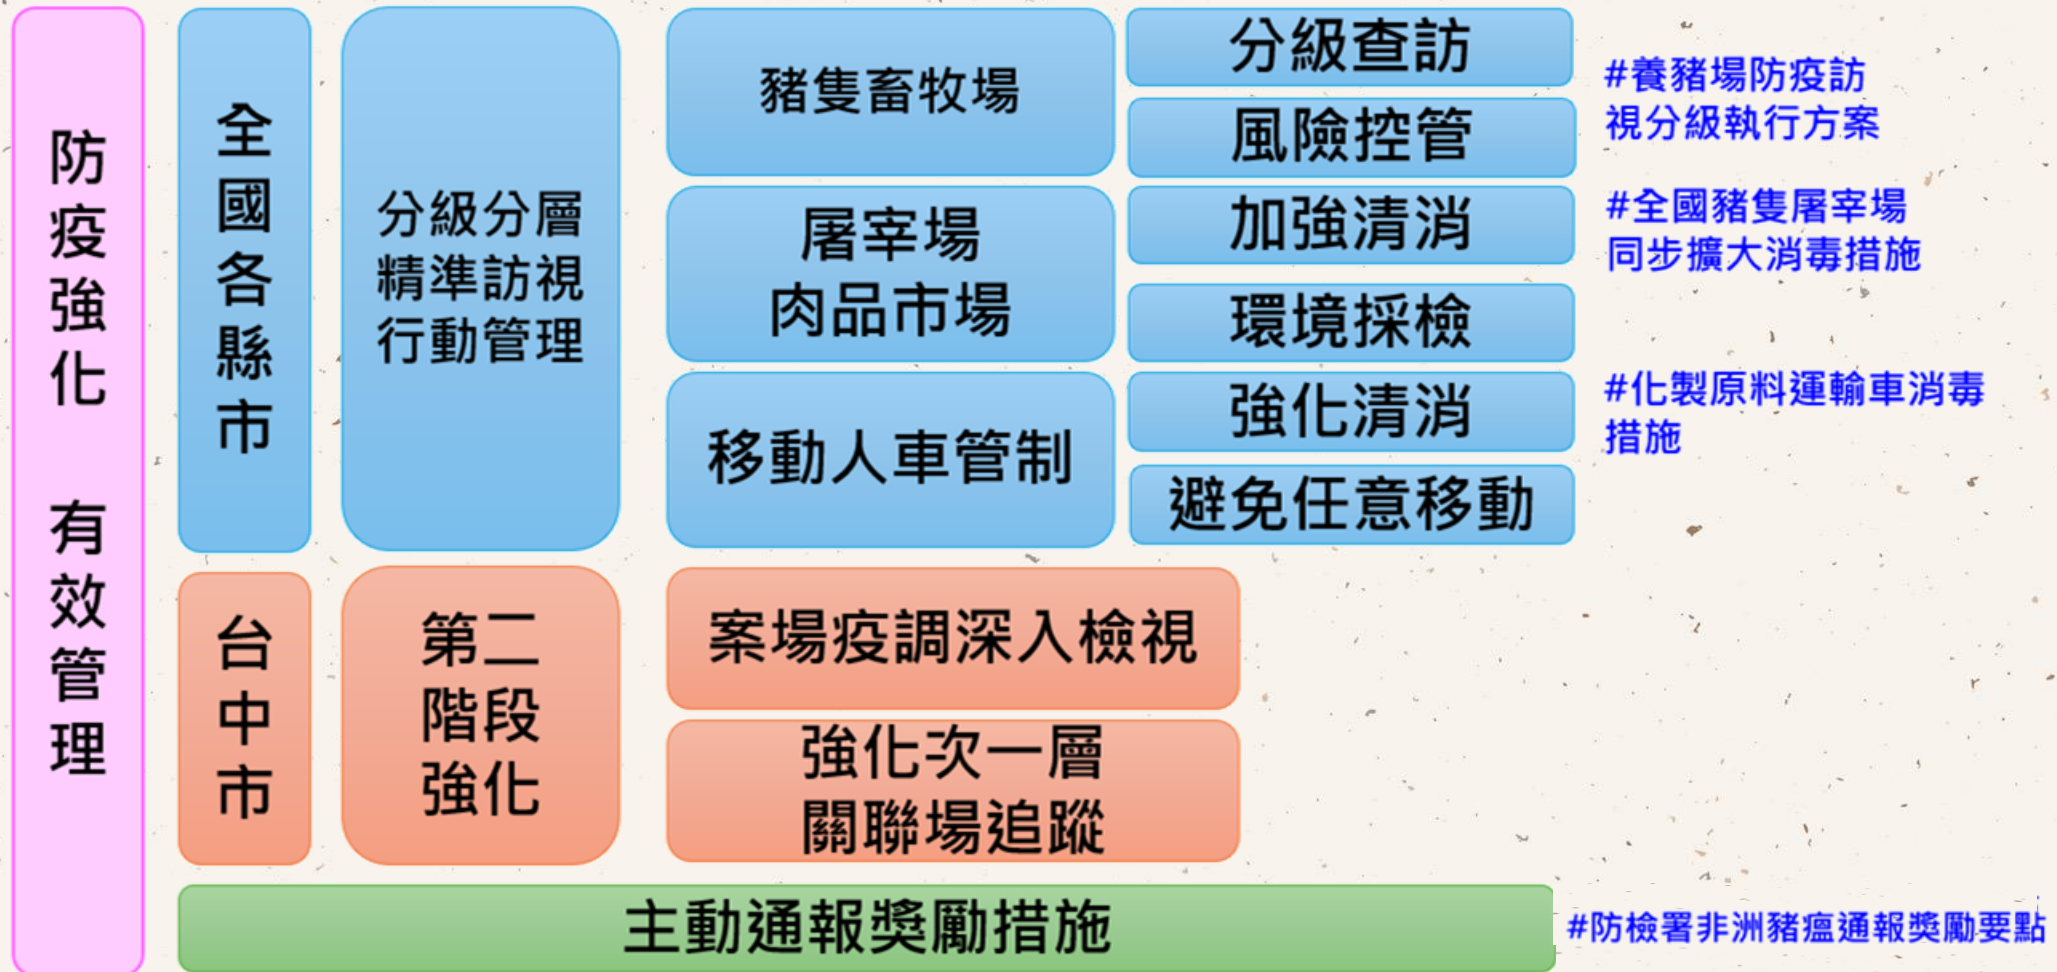 防疫強化 有效管理
全國各縣市
分級分層
精準訪視
行動管理
豬隻畜牧場
分級查訪
風險控管
#養豬場防疫訪
視分級執行方案
屠宰場
肉品市場
加強清消
環境採檢
#全國豬隻屠宰場
同步擴大消毒措施
移動人車管制
強化清消
避免任意移動
#化製原料運輸車消毒
措施
台中市
第二
階段
強化
案場疫調深入檢視
強化次一層
關聯場追蹤
主動通報獎勵措施
#防檢署非洲豬瘟通報獎勵要點